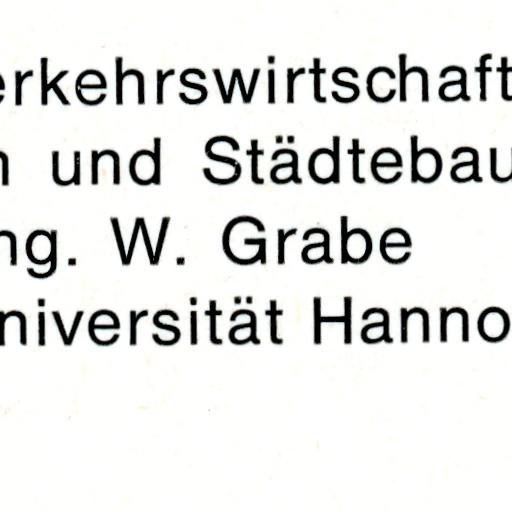 erkehrswirtschaft
n und Städtebau
ng. W. Grabe
niversität Hanno